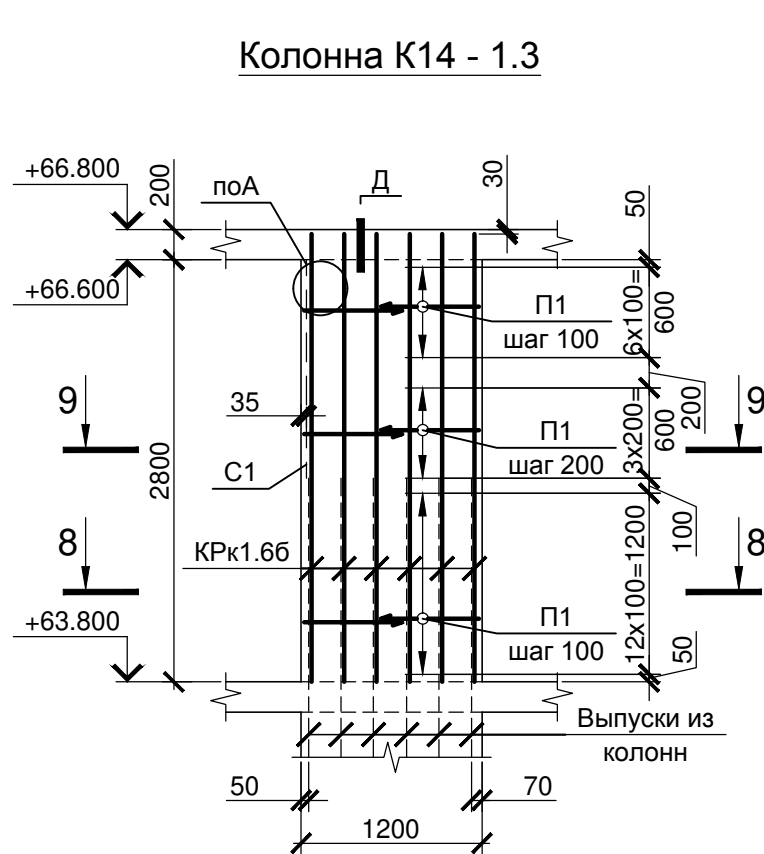 Колонна К14 - 1.3
+66.800
200
поА
Д
30
50
+66.600
П1
шаг 100
6х100=
600
9
35
П1
шаг 200
3х200=
600
200
9
2800
С1
8
КРк1.6б
100
8
+63.800
П1
шаг 100
12х100=1200
50
Выпуски из
колонн
50
70
1200